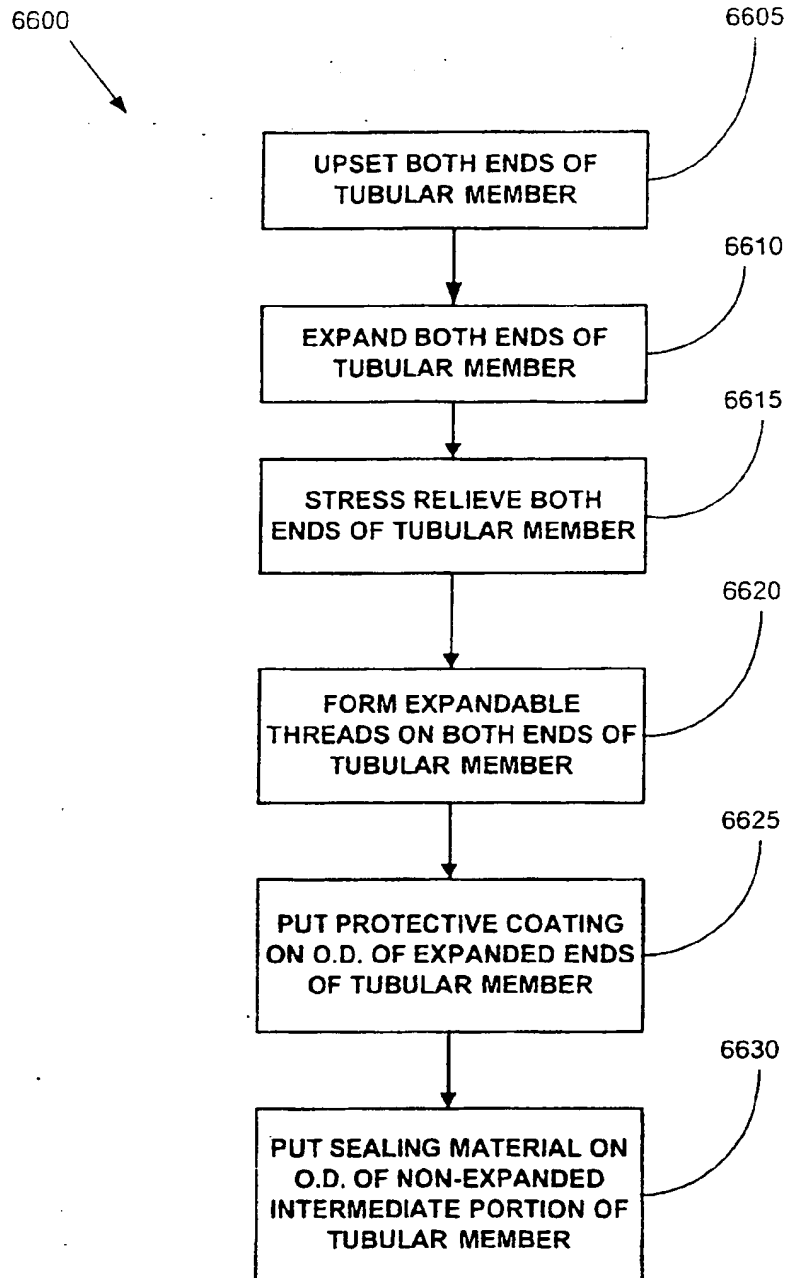 6600
6605
UPSET BOTH ENDS OF
TUBULAR MEMBER
6610
EXPAND BOTH ENDS OF
TUBULAR MEMBER
6615
STRESS RELIEVE BOTH
ENDS OF TUBULAR MEMBER
6620
FORM EXPANDABLE
THREADS ON BOTH ENDS OF
TUBULAR MEMBER
6625
PUT PROTECTIVE COATING
ON O.D. OF EXPANDED ENDS
OF TUBULAR MEMBER
6630
PUT SEALING MATERIAL ON
O.D. OF NON-EXPANDED
INTERMEDIATE PORTION OF
TUBULAR MEMBER